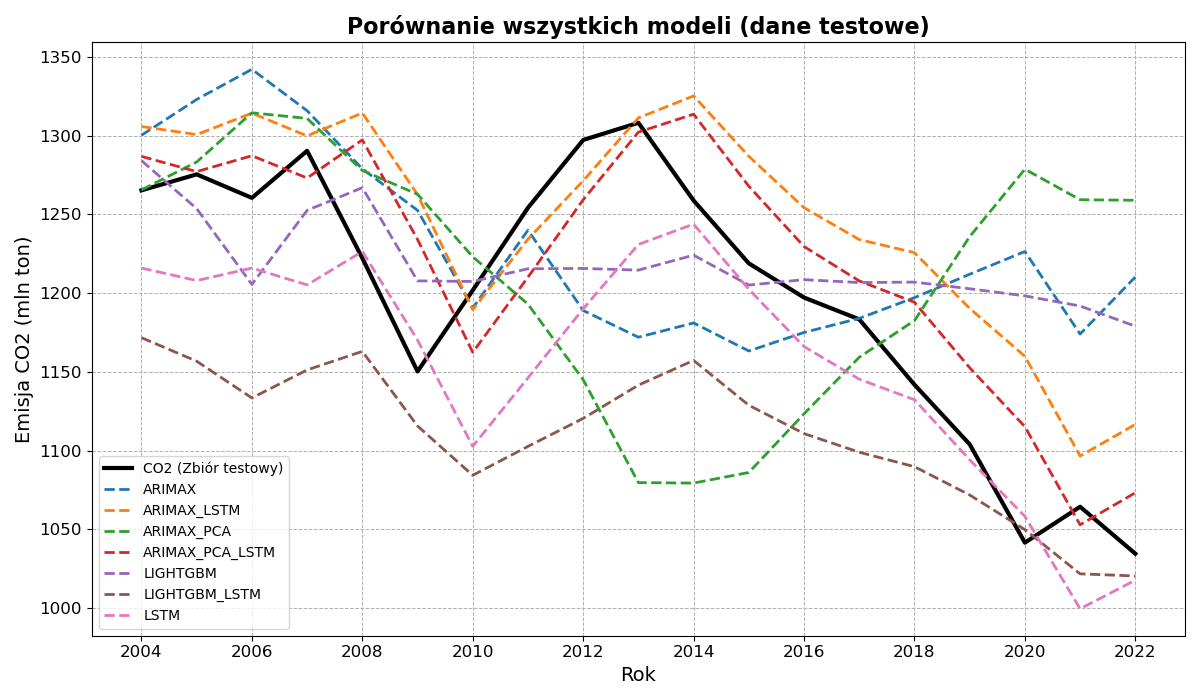 Porównanie wszystkich modeli (dane testowe)
Emisja CO2 (mln ton)
1350
1300
1250
1200
1150
1100
1050
1000
CO2 (Zbiór testowy)
ARIMAX
ARIMAX_LSTM
ARIMAX_PCA
ARIMAX_PCA_LSTM
LIGHTGBM
LIGHTGBM_LSTM
LSTM
2004 2006 2008 2010 2012 2014 2016 2018 2020 2022
Rok